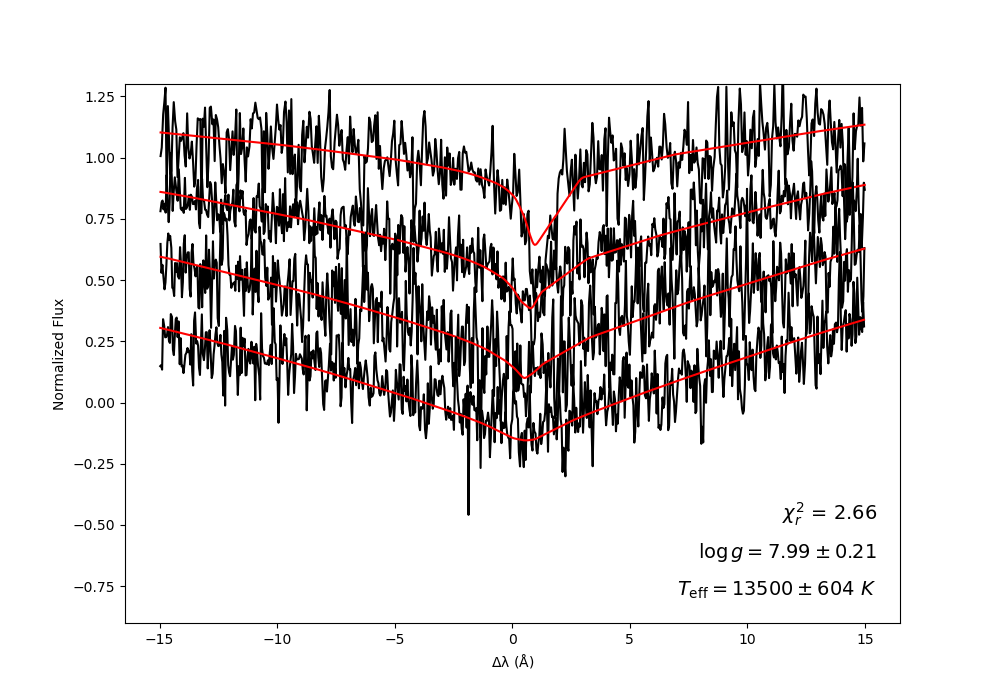 1.25
1.00
0.75
0.50
0.25
0.00
−0.25
−0.50
−0.75
Normalized Flux
χ²ᵣ = 2.66
log g = 7.99 ± 0.21
T_eff = 13500 ± 604 K
−15 −10 −5 0 5 10 15
Δλ (Å)